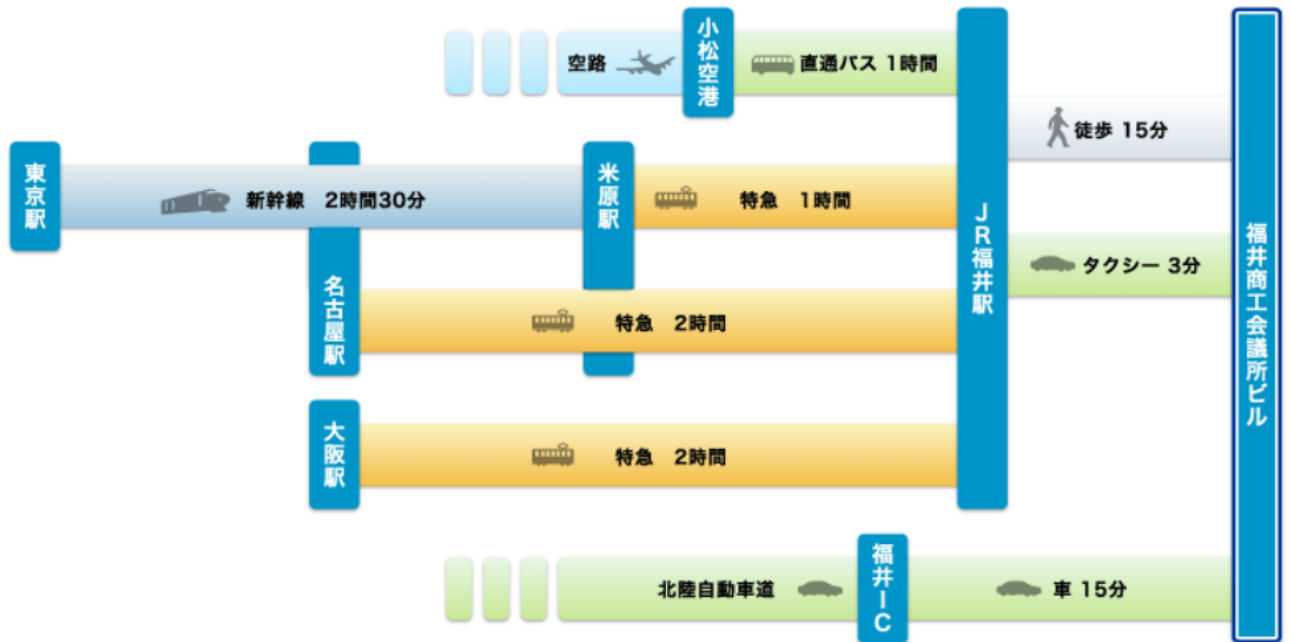 空路
小松空港
直通バス 1時間
徒歩 15分
東京駅
新幹線　2時間30分
米原駅
特急　1時間
JR福井駅
タクシー 3分
福井商工会議所ビル
名古屋駅
特急　2時間
大阪駅
特急　2時間
北陸自動車道
福井IC
車 15分